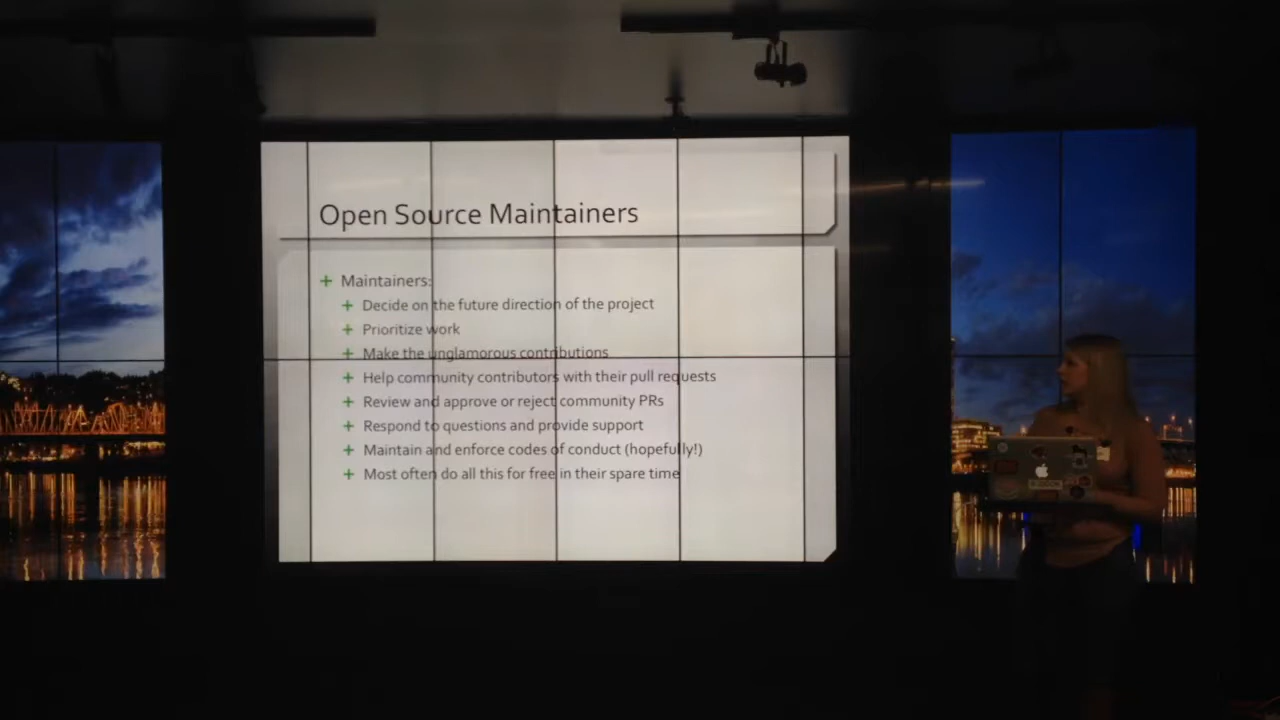 Open Source Maintainers
+ Maintainers:
+ Decide on the future direction of the project
+ Prioritize work
+ Make the unglamorous contributions
+ Help community contributors with their pull requests
+ Review and approve or reject community PRs
+ Respond to questions and provide support
+ Maintain and enforce codes of conduct (hopefully!)
+ Most often do all this for free in their spare time